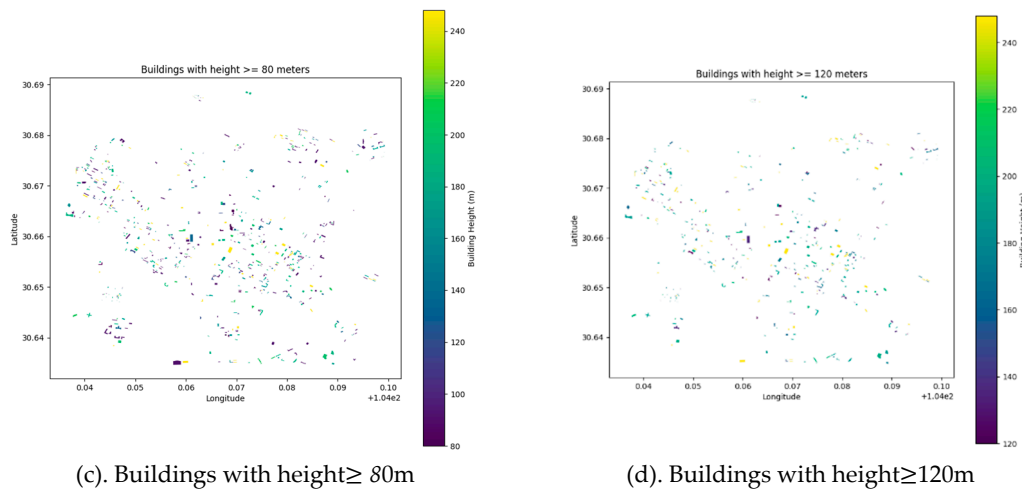 Buildings with height >= 80 meters
30.69
30.68
30.67
30.66
30.65
30.64
Latitude
0.04 0.05 0.06 0.07 0.08 0.09 0.10
Longitude
+1.04e2
240
220
200
180
160
140
120
100
80
Building Height (m)
(c). Buildings with height≥ 80m
Buildings with height >= 120 meters
30.69
30.68
30.67
30.66
30.65
30.64
Latitude
0.04 0.05 0.06 0.07 0.08 0.09 0.10
Longitude
+1.04e2
240
220
200
180
160
140
120
Building Height (m)
(d). Buildings with height≥120m